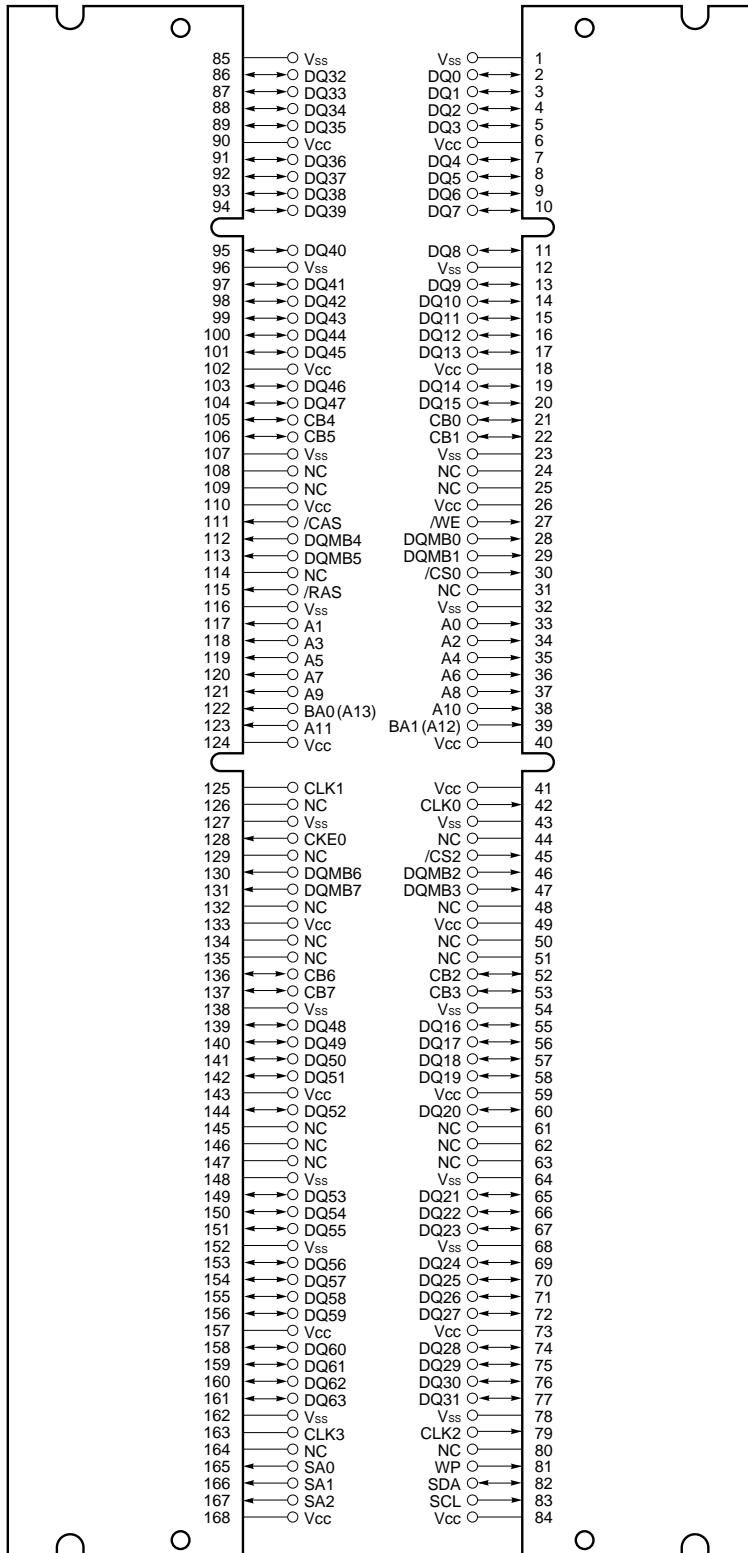 85 Vss Vss 1
86 DQ32 DQ0 2
87 DQ33 DQ1 3
88 DQ34 DQ2 4
89 DQ35 DQ3 5
90 Vcc Vcc 6
91 DQ36 DQ4 7
92 DQ37 DQ5 8
93 DQ38 DQ6 9
94 DQ39 DQ7 10
95 DQ40 DQ8 11
96 Vss Vss 12
97 DQ41 DQ9 13
98 DQ42 DQ10 14
99 DQ43 DQ11 15
100 DQ44 DQ12 16
101 DQ45 DQ13 17
102 Vcc Vcc 18
103 DQ46 DQ14 19
104 DQ47 DQ15 20
105 CB4 CB0 21
106 CB5 CB1 22
107 Vss Vss 23
108 NC NC 24
109 NC NC 25
110 Vcc Vcc 26
111 /CAS /WE 27
112 DQMB4 DQMB0 28
113 DQMB5 DQMB1 29
114 NC /CS0 30
115 /RAS NC 31
116 Vss Vss 32
117 A1 A0 33
118 A3 A2 34
119 A5 A4 35
120 A7 A6 36
121 A9 A8 37
122 BA0 (A13) A10 38
123 A11 BA1 (A12) 39
124 Vcc Vcc 40
125 CLK1 Vcc 41
126 NC CLK0 42
127 Vss Vss 43
128 CKE0 NC 44
129 NC /CS2 45
130 DQMB6 DQMB2 46
131 DQMB7 DQMB3 47
132 NC NC 48
133 Vcc Vcc 49
134 NC NC 50
135 NC NC 51
136 CB6 CB2 52
137 CB7 CB3 53
138 Vss Vss 54
139 DQ48 DQ16 55
140 DQ49 DQ17 56
141 DQ50 DQ18 57
142 DQ51 DQ19 58
143 Vcc Vcc 59
144 DQ52 DQ20 60
145 NC NC 61
146 NC NC 62
147 NC NC 63
148 Vss Vss 64
149 DQ53 DQ21 65
150 DQ54 DQ22 66
151 DQ55 DQ23 67
152 Vss Vss 68
153 DQ56 DQ24 69
154 DQ57 DQ25 70
155 DQ58 DQ26 71
156 DQ59 DQ27 72
157 Vcc Vcc 73
158 DQ60 DQ28 74
159 DQ61 DQ29 75
160 DQ62 DQ30 76
161 DQ63 DQ31 77
162 Vss Vss 78
163 CLK3 CLK2 79
164 NC NC 80
165 SA0 WP 81
166 SA1 SDA 82
167 SA2 SCL 83
168 Vcc Vcc 84